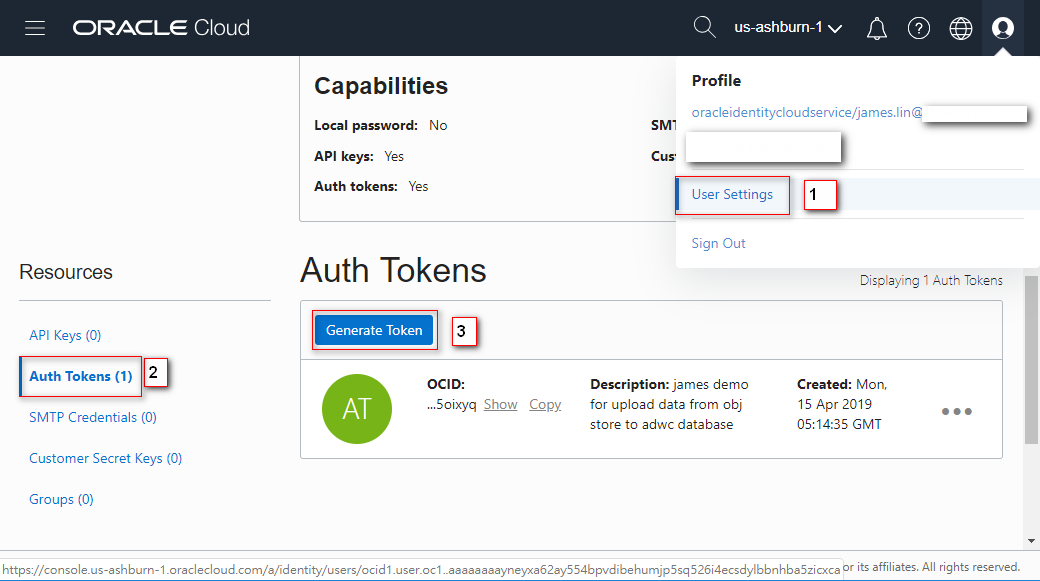 ORACLE Cloud
us-ashburn-1
Profile
oracleidentitycloudservice/james.lin@
User Settings
1
Sign Out
Capabilities
Local password: No
SMT
API keys: Yes
Cust
Auth tokens: Yes
Resources
API Keys (0)
Auth Tokens (1)
2
SMTP Credentials (0)
Customer Secret Keys (0)
Groups (0)
Auth Tokens
Displaying 1 Auth Tokens
Generate Token
3
AT
OCID:
...5oixyq Show Copy
Description: james demo
for upload data from obj
store to adwc database
Created: Mon,
15 Apr 2019
05:14:35 GMT
https://console.us-ashburn-1.oraclecloud.com/a/identity/users/ocid1.user.oc1..aaaaaaaayneyxa62ay554bpvdibehumjp5sq526i4ecsdylbbnhba5zicxca
or its affiliates. All rights reserved.